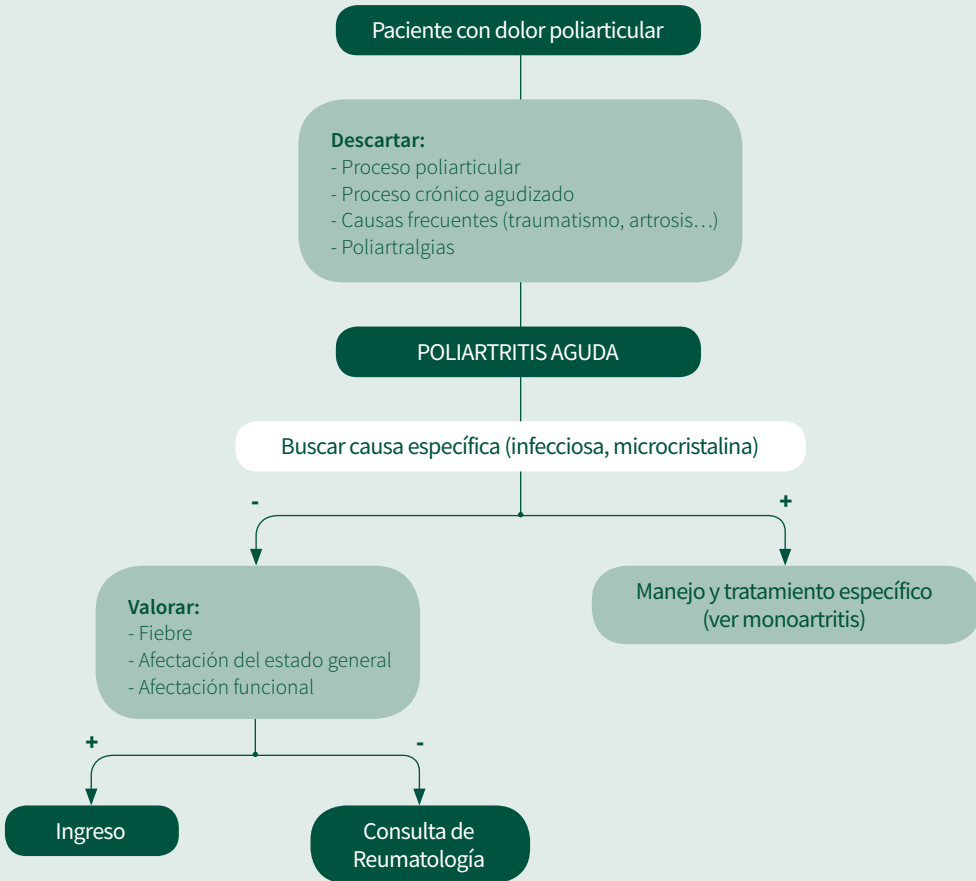 Paciente con dolor poliarticular
Descartar:
- Proceso poliarticular
- Proceso crónico agudizado
- Causas frecuentes (traumatismo, artrosis…)
- Poliartralgias
POLIARTRITIS AGUDA
Buscar causa específica (infecciosa, microcristalina)
-
+
Valorar:
- Fiebre
- Afectación del estado general
- Afectación funcional
Manejo y tratamiento específico
(ver monoartritis)
+
-
Ingreso
Consulta de
Reumatología